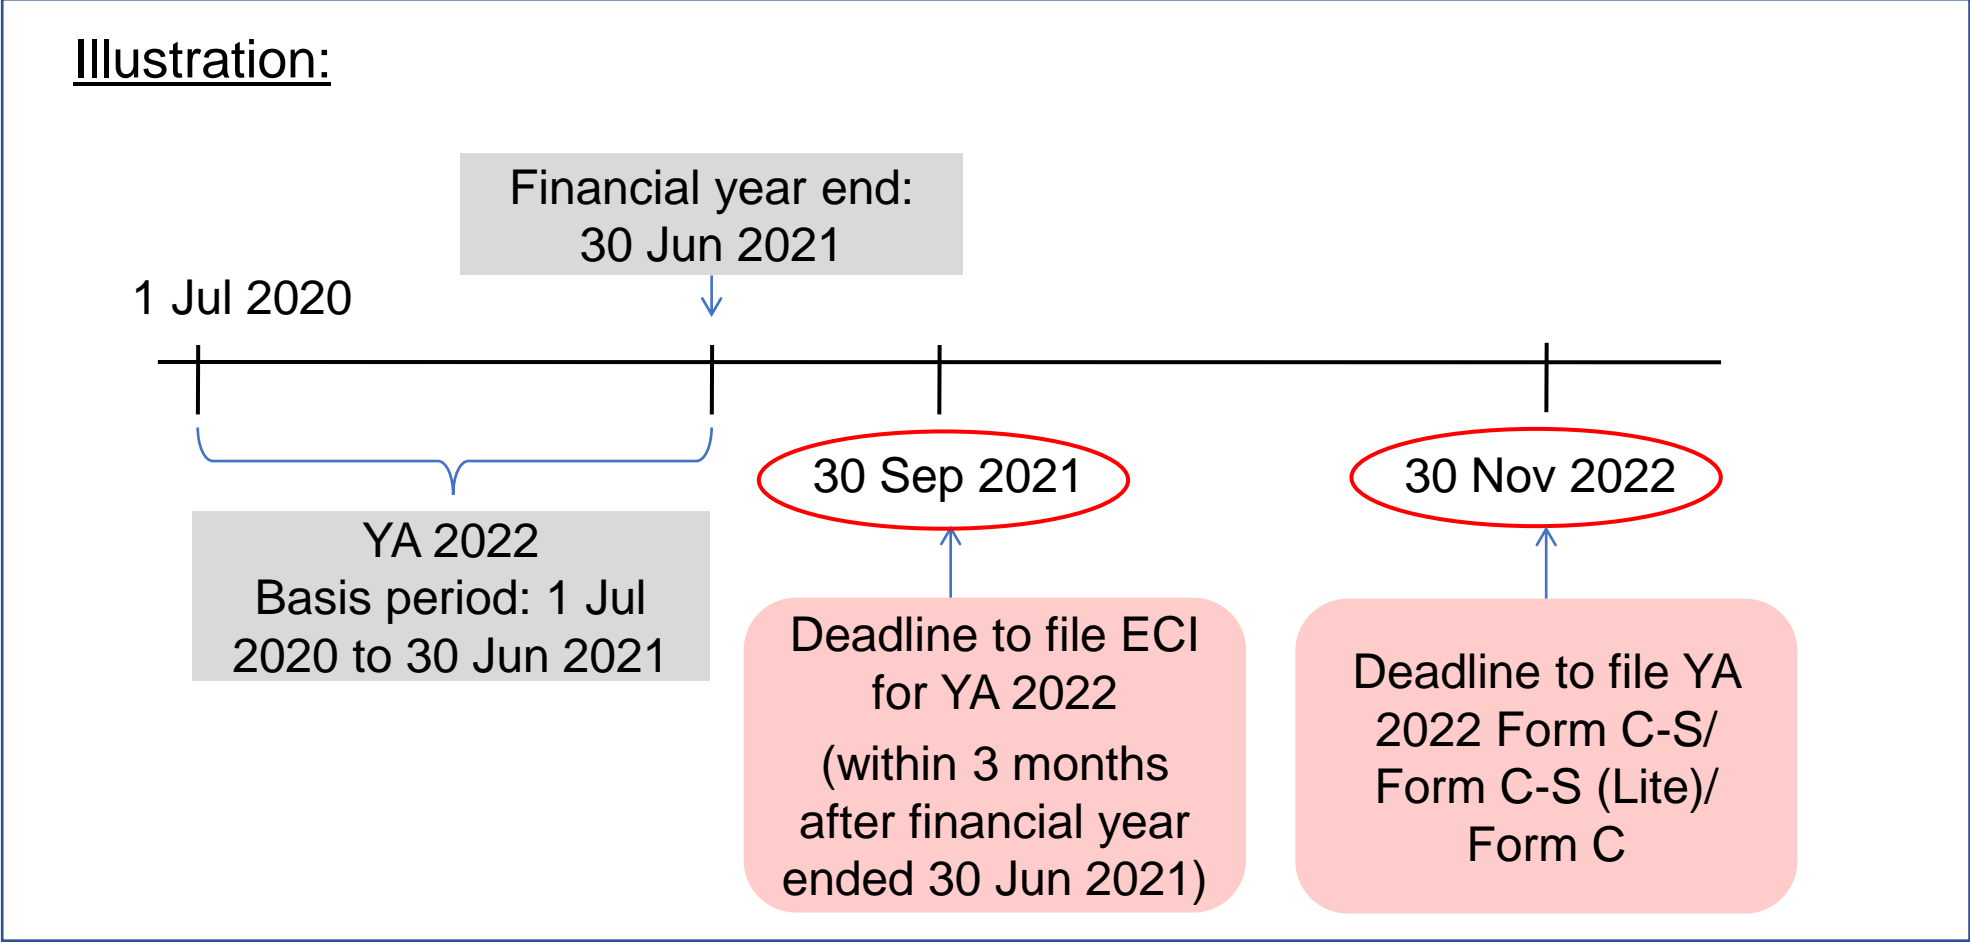 Illustration:
Financial year end:
30 Jun 2021
1 Jul 2020
30 Sep 2021
30 Nov 2022
YA 2022
Basis period: 1 Jul
2020 to 30 Jun 2021
Deadline to file ECI
for YA 2022
(within 3 months
after financial year
ended 30 Jun 2021)
Deadline to file YA
2022 Form C-S/
Form C-S (Lite)/
Form C